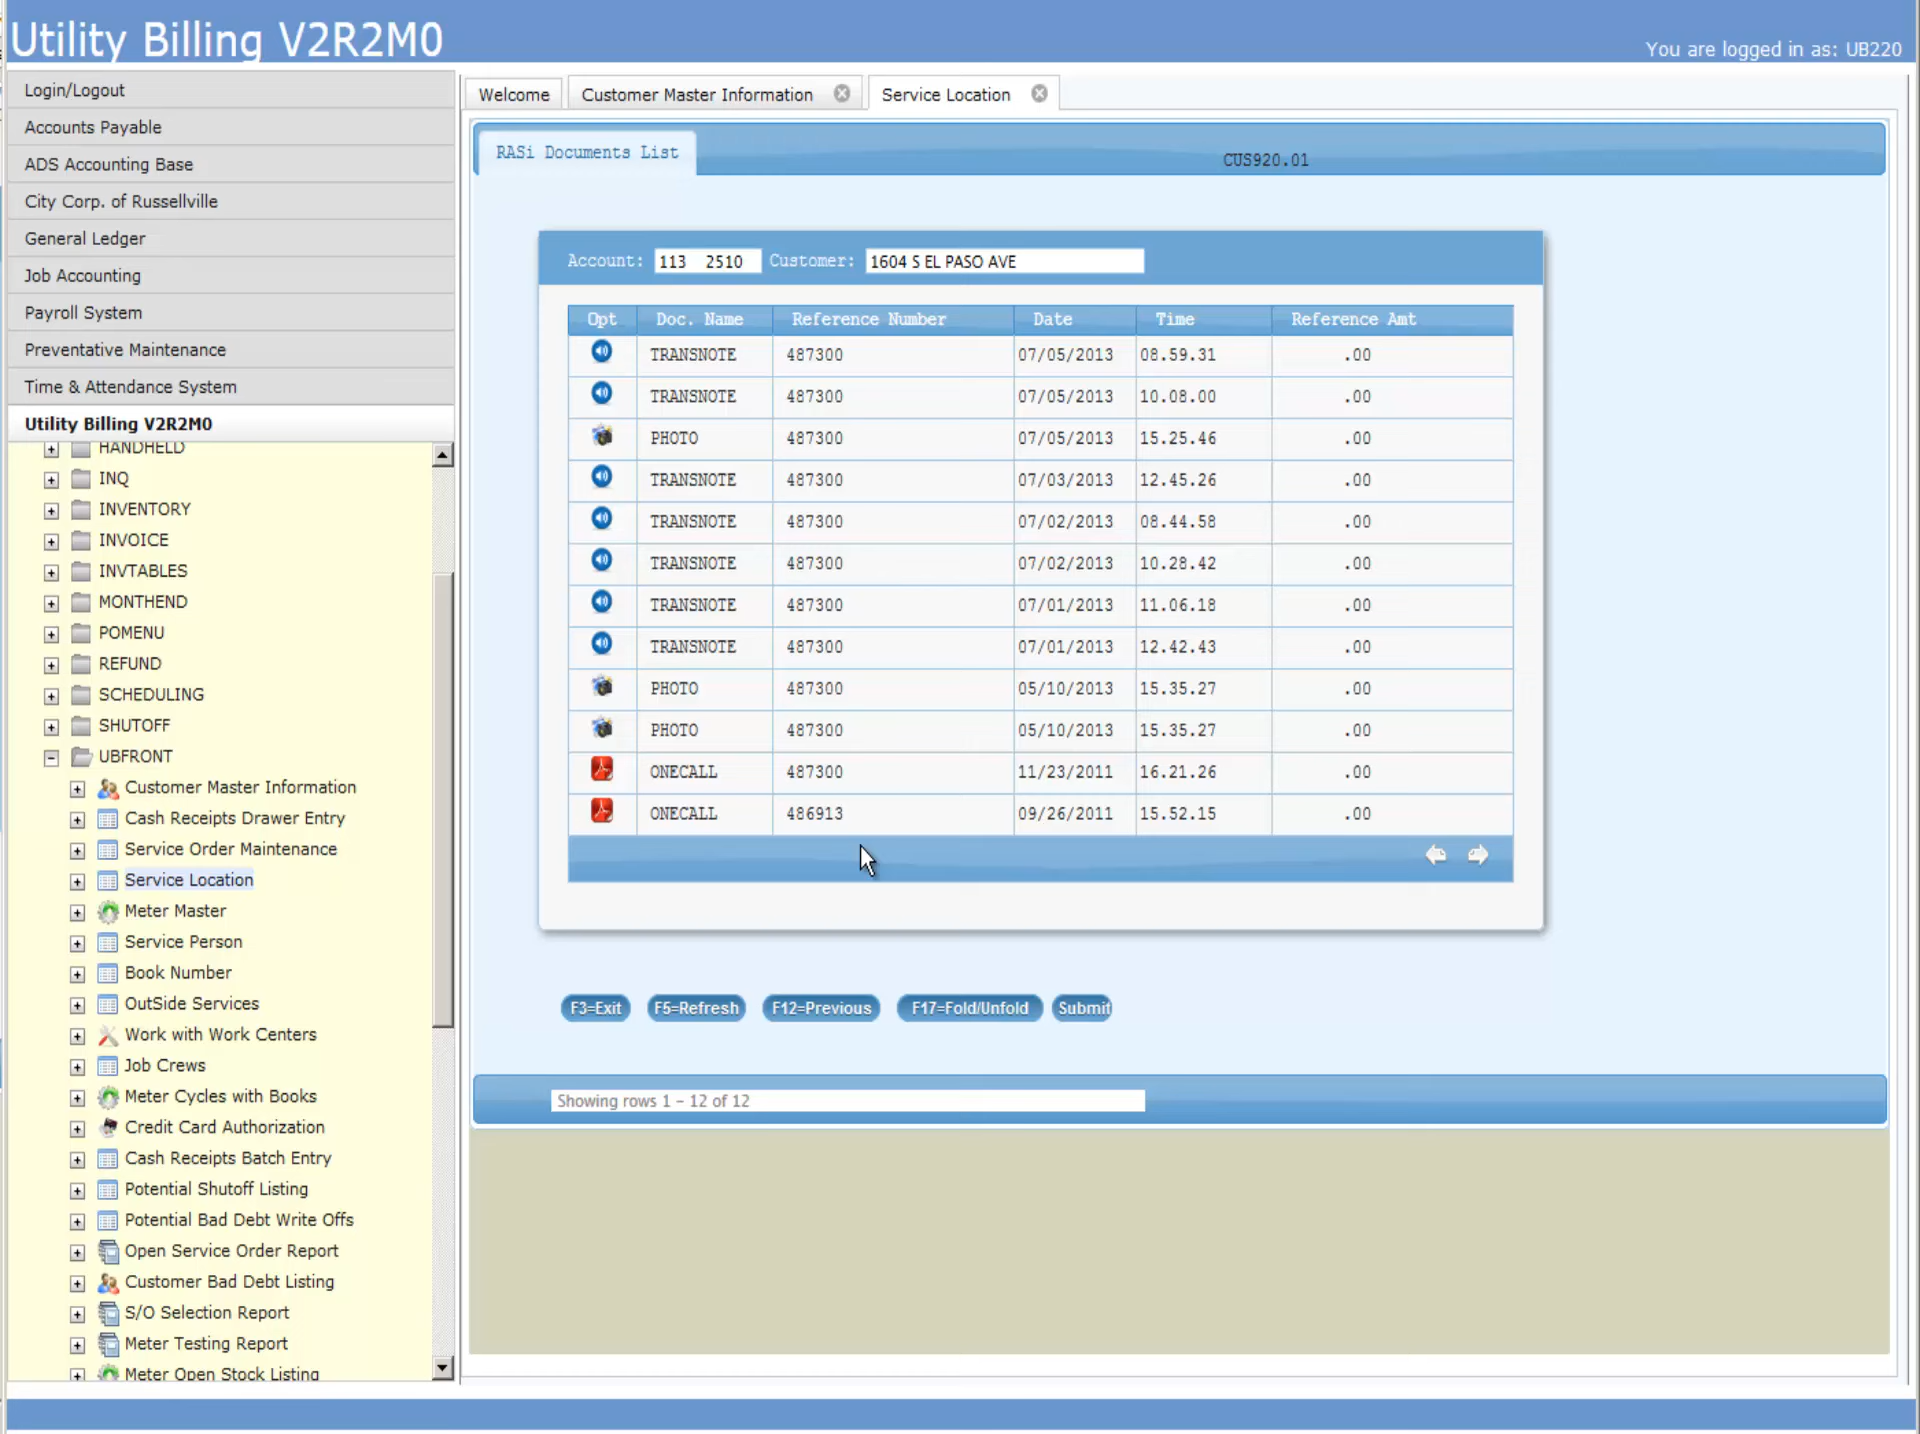 Utility Billing V2R2M0
You are logged in as: UB220
Login/Logout
Accounts Payable
ADS Accounting Base
City Corp. of Russellville
General Ledger
Job Accounting
Payroll System
Preventative Maintenance
Time & Attendance System
Utility Billing V2R2M0
HANDHELD
INQ
INVENTORY
INVOICE
INVTABLES
MONTHEND
POMENU
REFUND
SCHEDULING
SHUTOFF
UBFRONT
Customer Master Information
Cash Receipts Drawer Entry
Service Order Maintenance
Service Location
Meter Master
Service Person
Book Number
OutSide Services
Work with Work Centers
Job Crews
Meter Cycles with Books
Credit Card Authorization
Cash Receipts Batch Entry
Potential Shutoff Listing
Potential Bad Debt Write Offs
Open Service Order Report
Customer Bad Debt Listing
S/O Selection Report
Meter Testing Report
Meter Open Stock Listing
Welcome Customer Master Information Service Location
RASi Documents List CUS920.01
Account: 113 2510 Customer: 1604 S EL PASO AVE
Opt Doc. Name Reference Number Date Time Reference Amt
TRANSNOTE 487300 07/05/2013 08.59.31 .00
TRANSNOTE 487300 07/05/2013 10.08.00 .00
PHOTO 487300 07/05/2013 15.25.46 .00
TRANSNOTE 487300 07/03/2013 12.45.26 .00
TRANSNOTE 487300 07/02/2013 08.44.58 .00
TRANSNOTE 487300 07/02/2013 10.28.42 .00
TRANSNOTE 487300 07/01/2013 11.06.18 .00
TRANSNOTE 487300 07/01/2013 12.42.43 .00
PHOTO 487300 05/10/2013 15.35.27 .00
PHOTO 487300 05/10/2013 15.35.27 .00
ONECALL 487300 11/23/2011 16.21.26 .00
ONECALL 486913 09/26/2011 15.52.15 .00
F3=Exit F5=Refresh F12=Previous F17=Fold/Unfold Submit
Showing rows 1 - 12 of 12